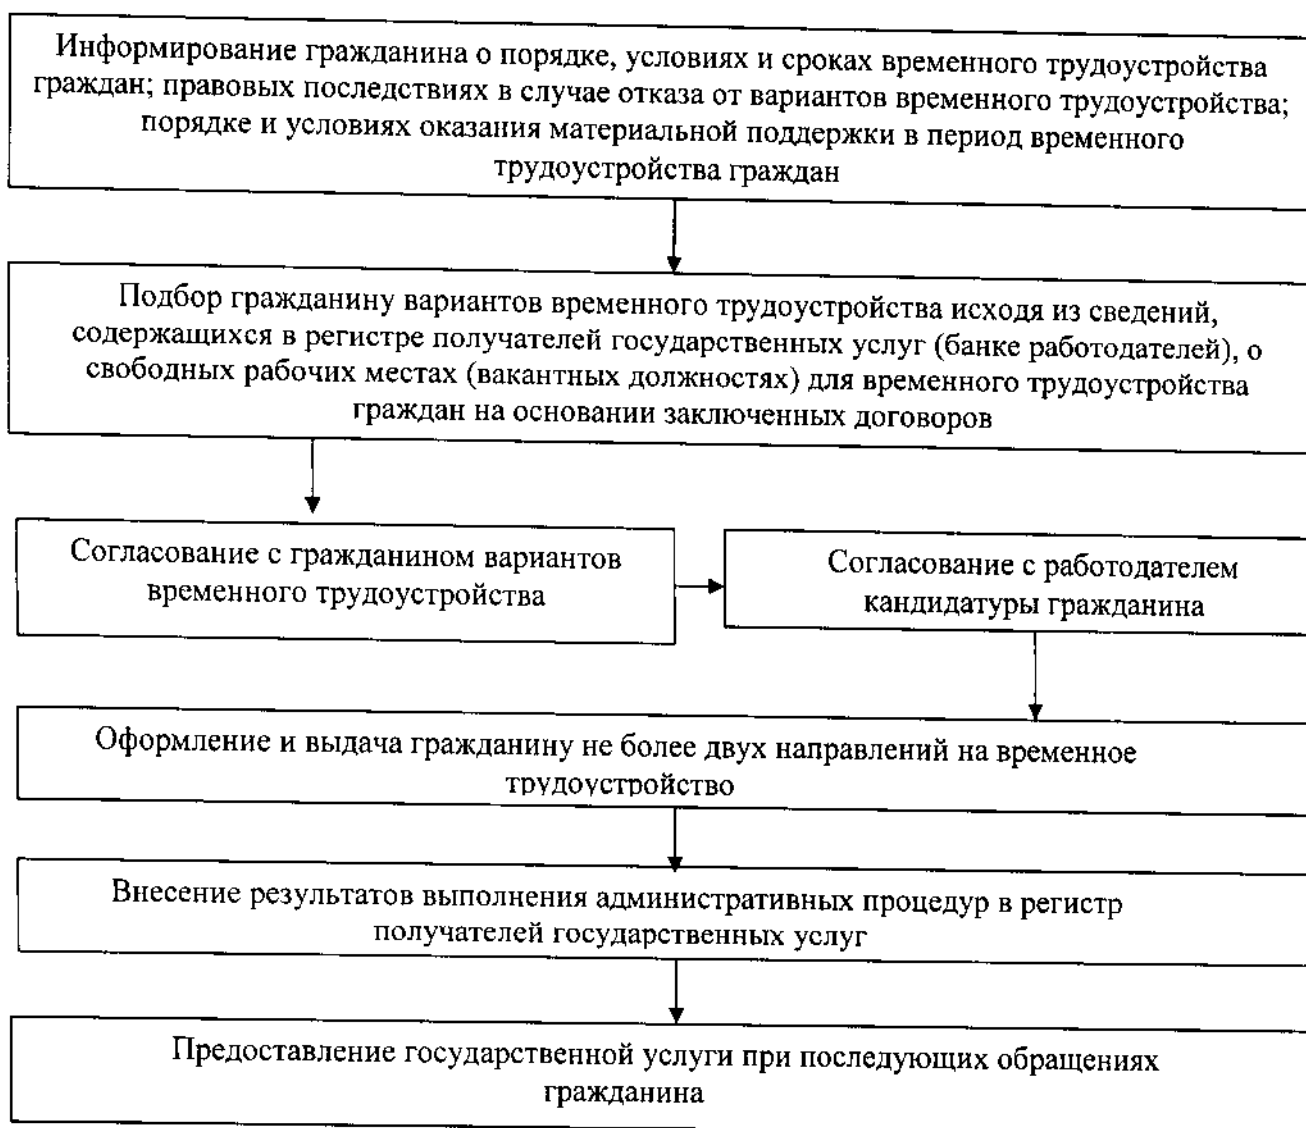 Информирование гражданина о порядке, условиях и сроках временного трудоустройства
граждан; правовых последствиях в случае отказа от вариантов временного трудоустройства;
порядке и условиях оказания материальной поддержки в период временного
трудоустройства граждан
Подбор гражданину вариантов временного трудоустройства исходя из сведений,
содержащихся в регистре получателей государственных услуг (банке работодателей), о
свободных рабочих местах (вакантных должностях) для временного трудоустройства
граждан на основании заключенных договоров
Согласование с гражданином вариантов
временного трудоустройства
Согласование с работодателем
кандидатуры гражданина
Оформление и выдача гражданину не более двух направлений на временное
трудоустройство
Внесение результатов выполнения административных процедур в регистр
получателей государственных услуг
Предоставление государственной услуги при последующих обращениях
гражданина